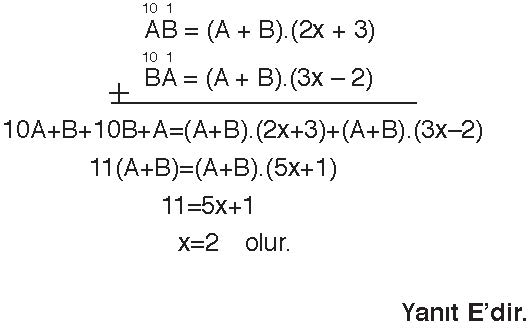 10 1
AB = (A + B).(2x + 3)
10 1
BA = (A + B).(3x – 2)
+
10A+B+10B+A=(A+B).(2x+3)+(A+B).(3x–2)
11(A+B)=(A+B).(5x+1)
11=5x+1
x=2 olur.
Yanıt E’dir.